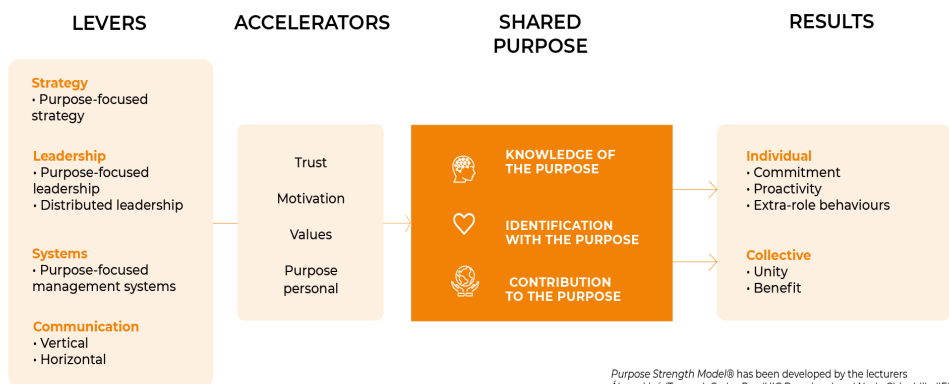 LEVERS
ACCELERATORS
SHARED
PURPOSE
RESULTS
Strategy
• Purpose-focused
strategy
Leadership
• Purpose-focused
leadership
• Distributed leadership
Systems
• Purpose-focused
management systems
Communication
• Vertical
• Horizontal
Trust
Motivation
Values
Purpose
personal
KNOWLEDGE OF
THE PURPOSE
IDENTIFICATION
WITH THE PURPOSE
CONTRIBUTION
TO THE PURPOSE
Individual
• Commitment
• Proactivity
• Extra-role behaviours
Collective
• Unity
• Benefit
Purpose Strength Model® has been developed by the lecturers